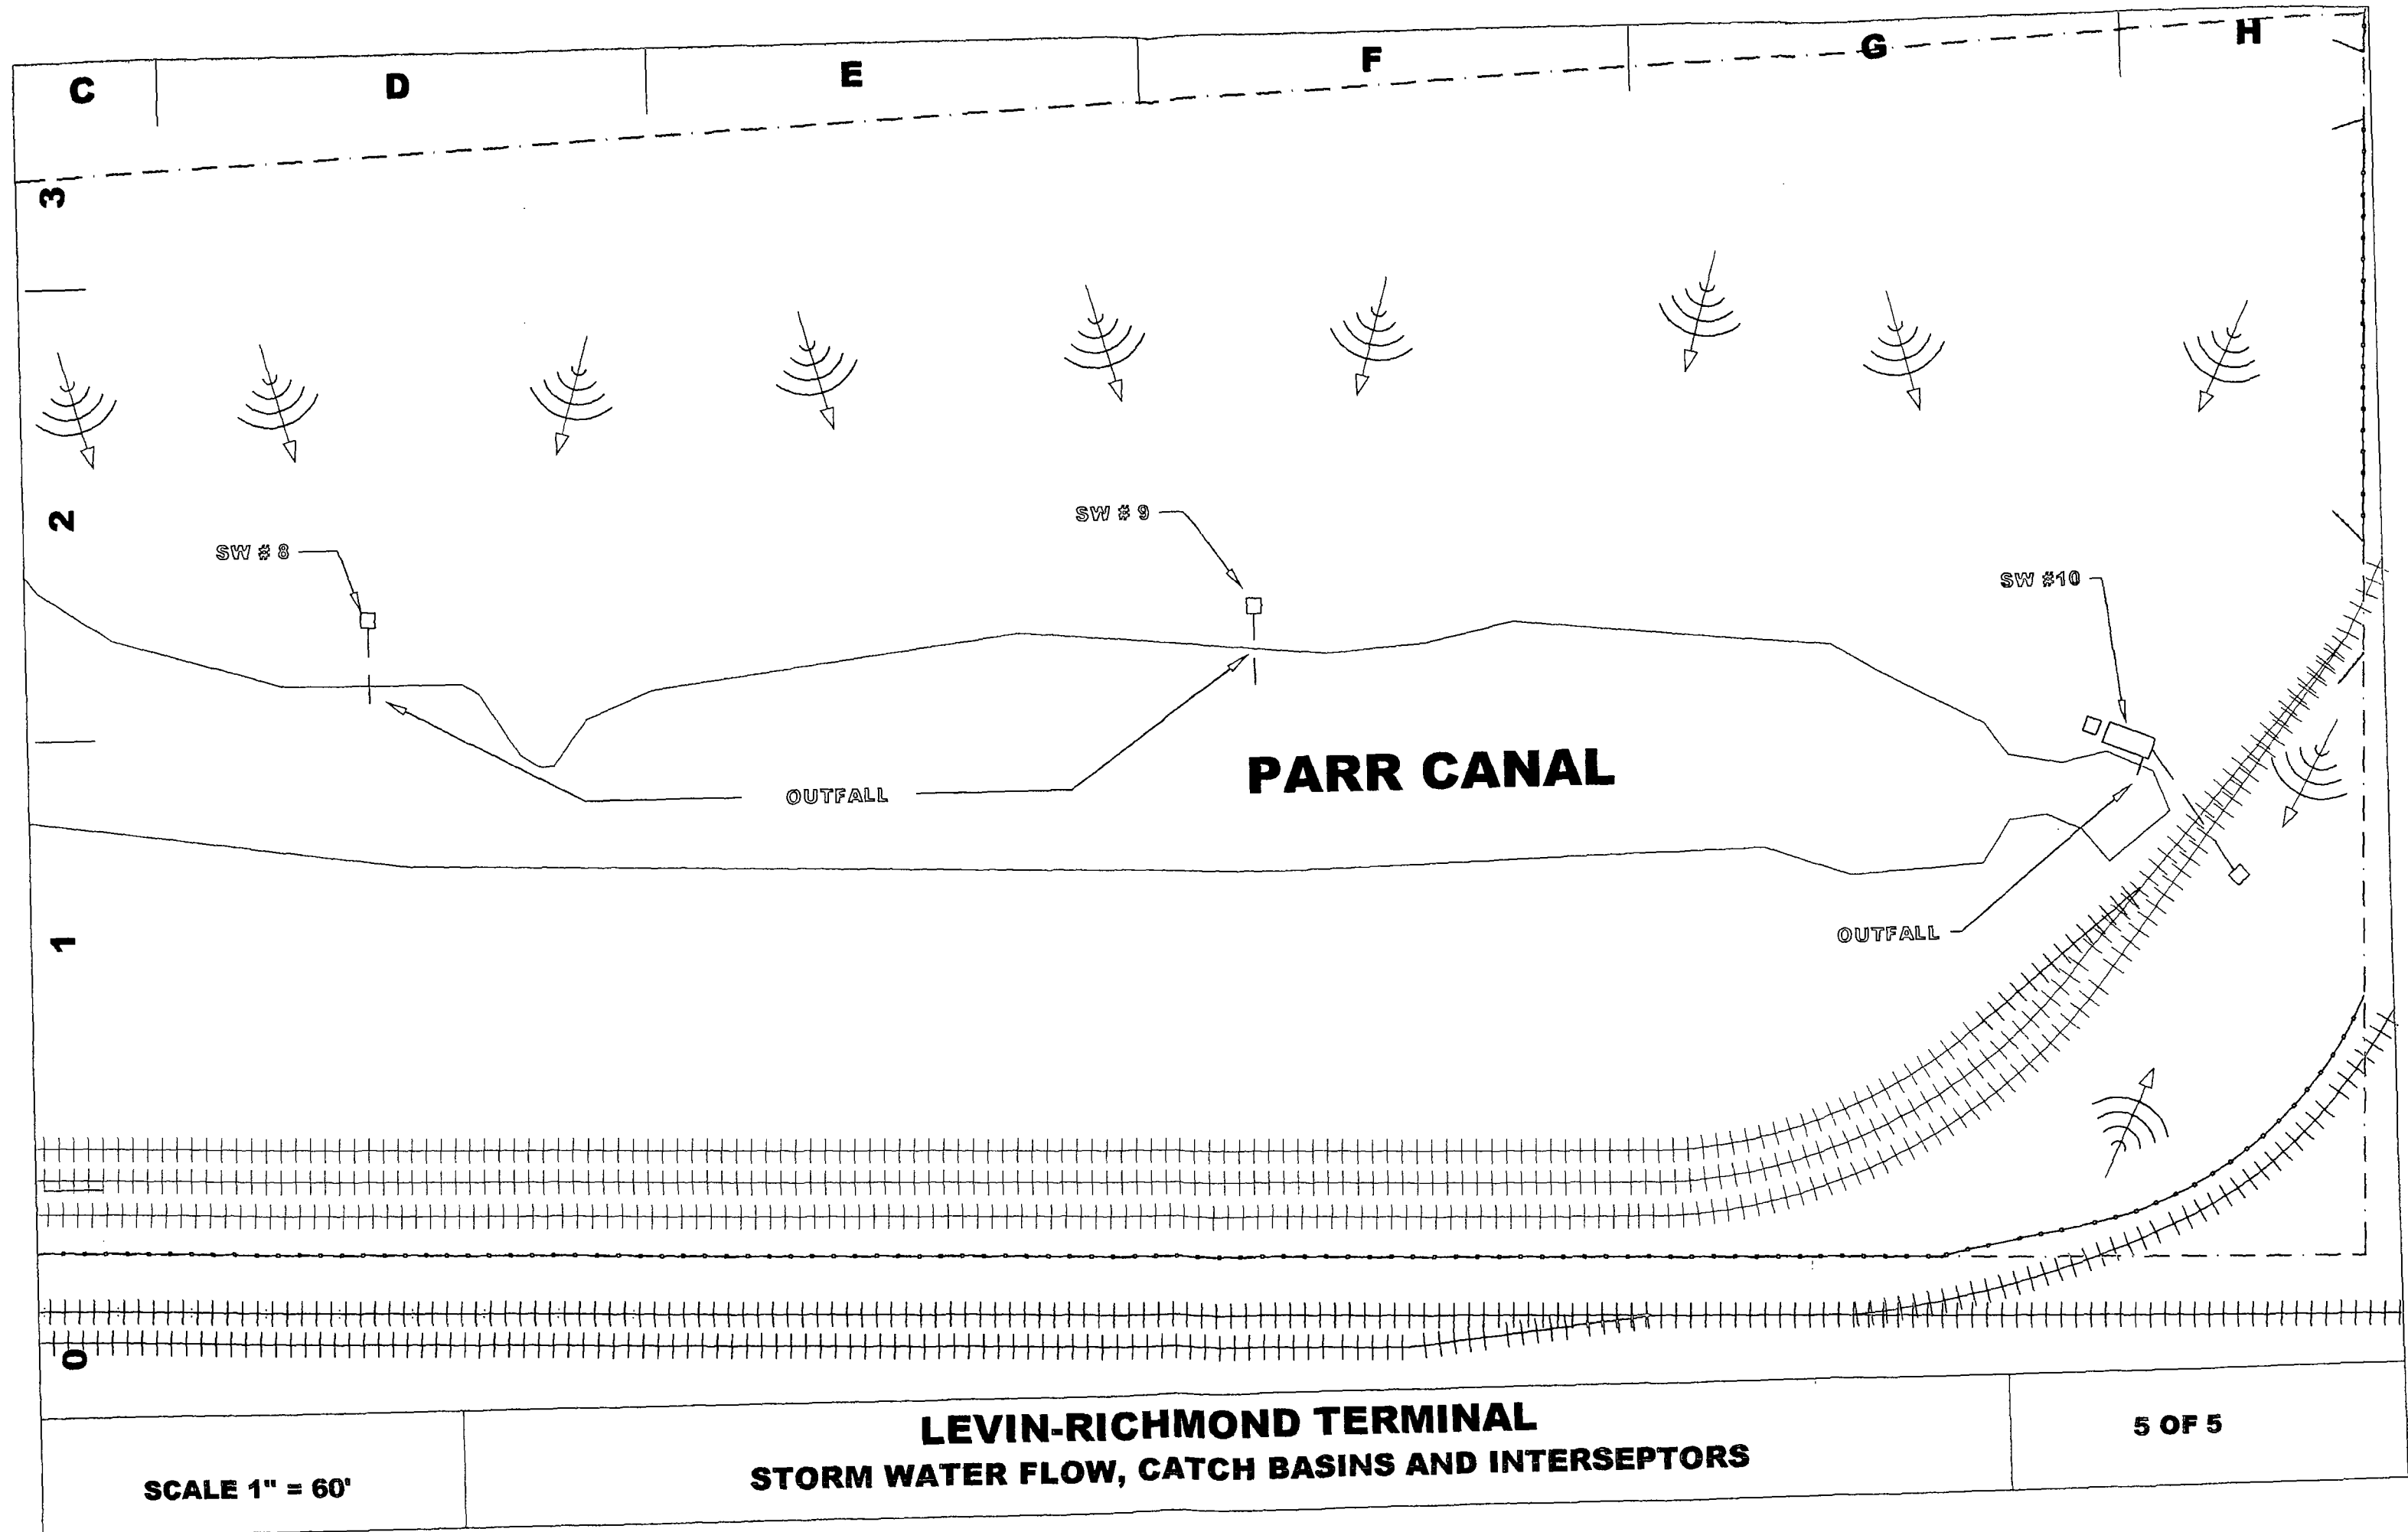 C D E F G H
3
2
1
0
SW # 8
SW # 9
SW #10
OUTFALL
PARR CANAL
OUTFALL
LEVIN-RICHMOND TERMINAL
STORM WATER FLOW, CATCH BASINS AND INTERSEPTORS
SCALE 1" = 60'
5 OF 5